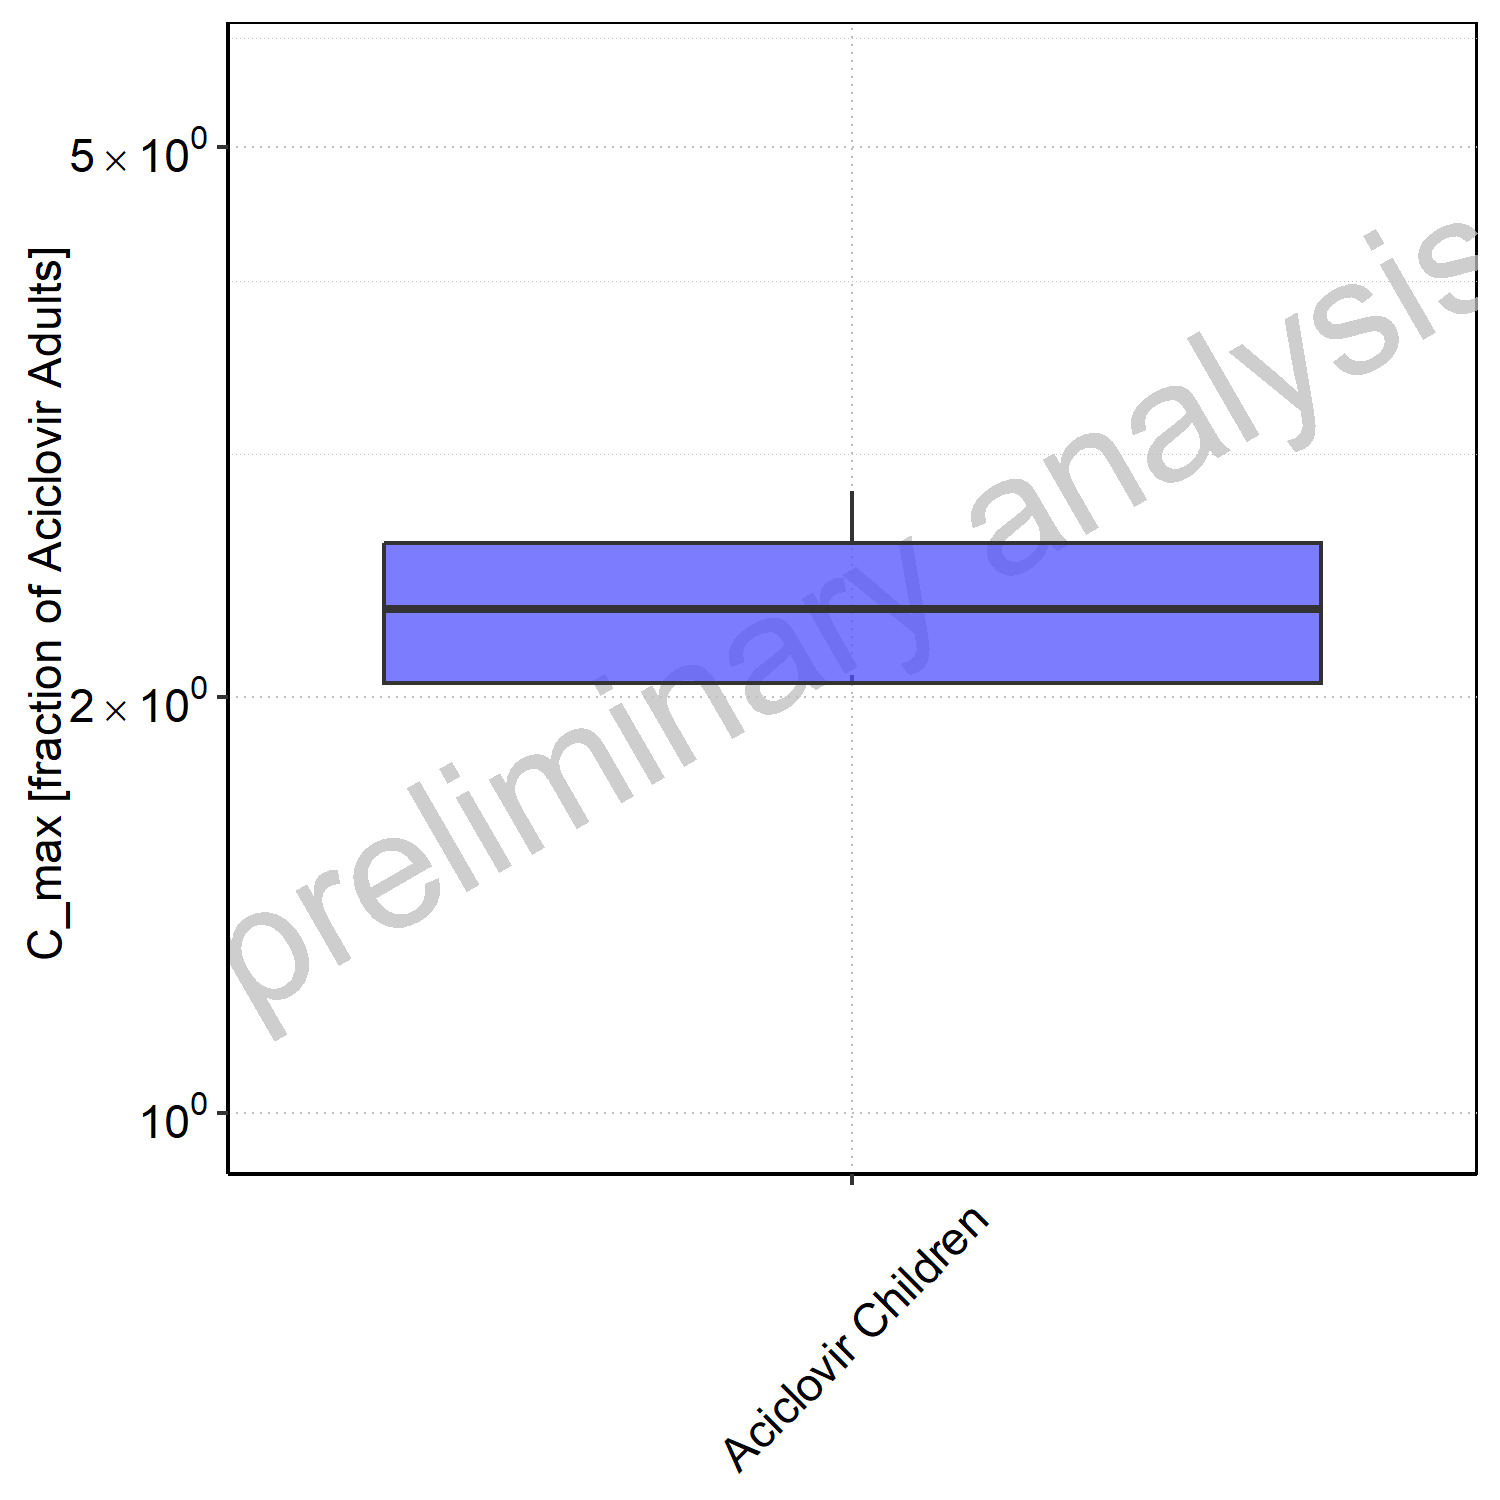 C_max [fraction of Aciclovir Adults]
5 × 10⁰
2 × 10⁰
10⁰
preliminary analysis
Aciclovir Children